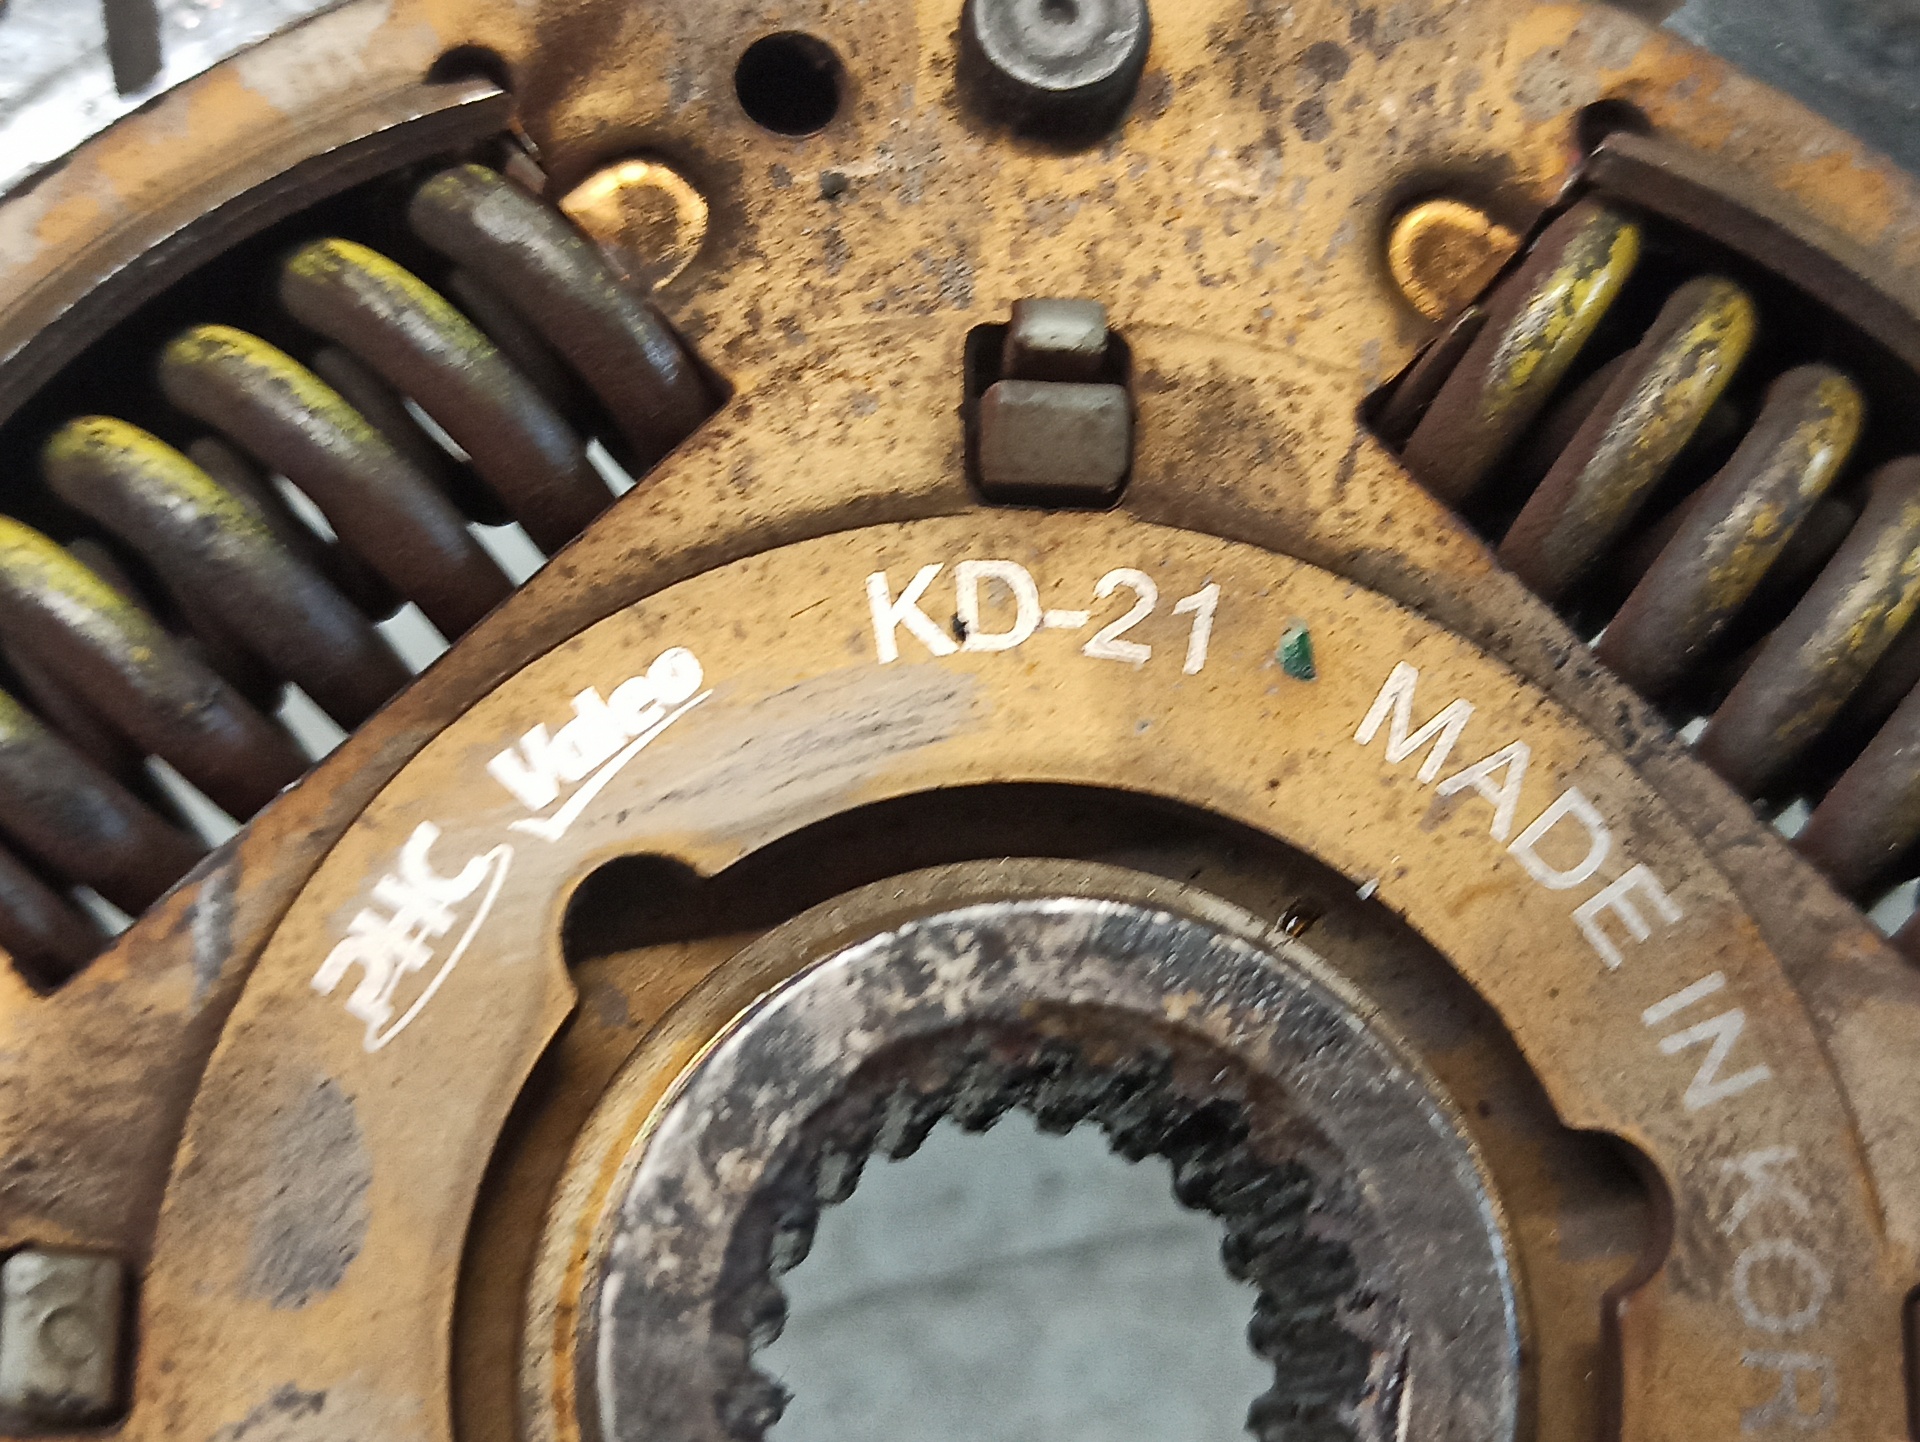 PHC Valeo
KD-21
MADE IN KOR